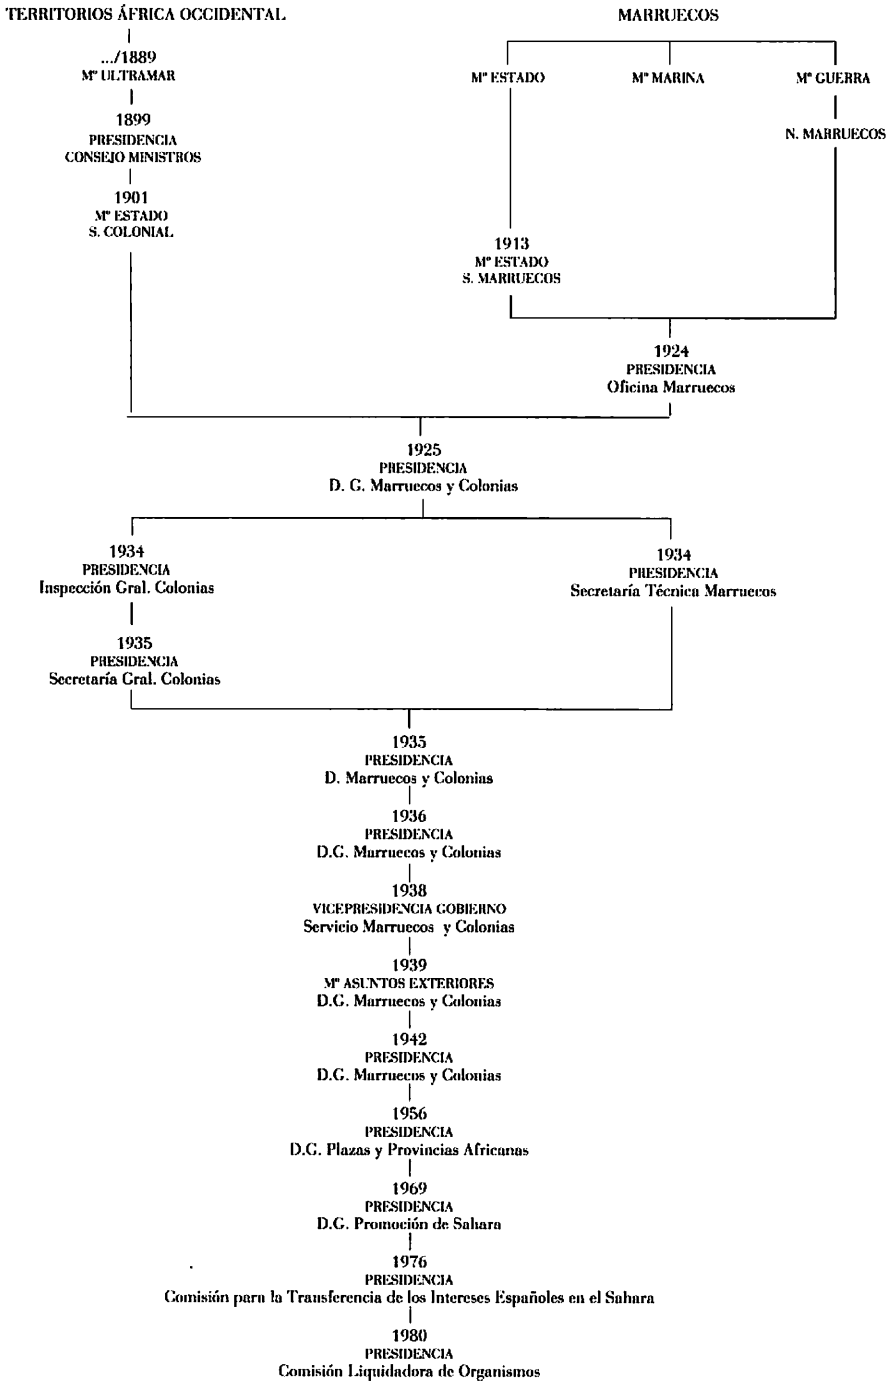 TERRITORIOS ÁFRICA OCCIDENTAL
.../1889
Mº ULTRAMAR
1899
PRESIDENCIA
CONSEJO MINISTROS
1901
Mº ESTADO
S. COLONIAL
MARRUECOS
Mº ESTADO
Mº MARINA
Mº GUERRA
N. MARRUECOS
1913
Mº ESTADO
S. MARRUECOS
1924
PRESIDENCIA
Oficina Marruecos
1925
PRESIDENCIA
D. G. Marruecos y Colonias
1934
PRESIDENCIA
Inspección Gral. Colonias
1935
PRESIDENCIA
Secretaría Gral. Colonias
1934
PRESIDENCIA
Secretaría Técnica Marruecos
1935
PRESIDENCIA
D. Marruecos y Colonias
1936
PRESIDENCIA
D.G. Marruecos y Colonias
1938
VICEPRESIDENCIA GOBIERNO
Servicio Marruecos y Colonias
1939
Mº ASUNTOS EXTERIORES
D.G. Marruecos y Colonias
1942
PRESIDENCIA
D.G. Marruecos y Colonias
1956
PRESIDENCIA
D.G. Plazas y Provincias Africanas
1969
PRESIDENCIA
D.G. Promoción de Sahara
1976
PRESIDENCIA
Comisión para la Transferencia de los Intereses Españoles en el Sahara
1980
PRESIDENCIA
Comisión Liquidadora de Organismos